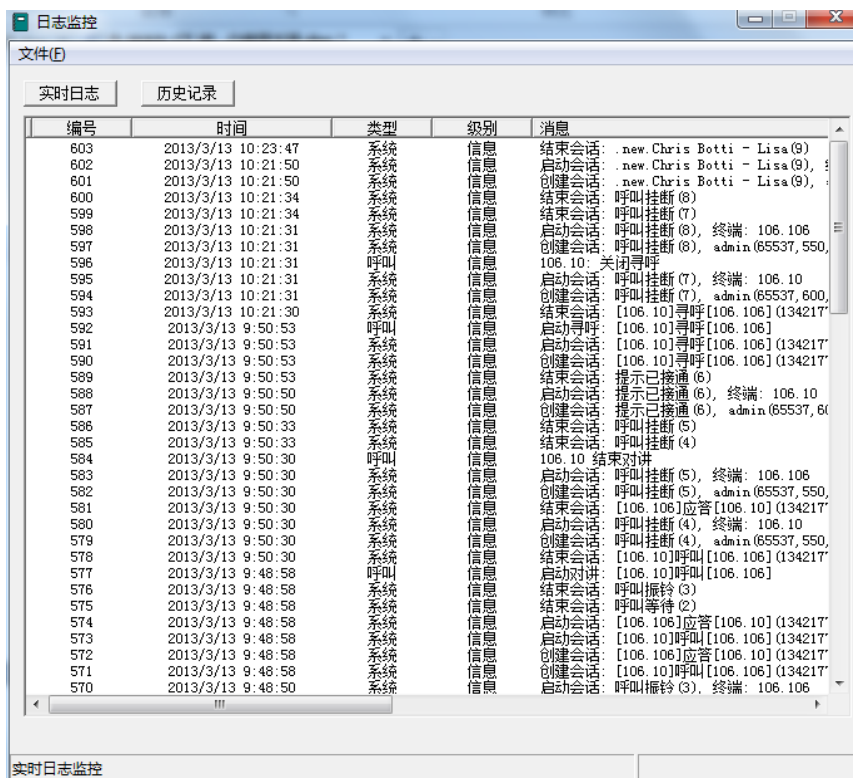 日志监控
文件(F)
实时日志 历史记录
编号 时间 类型 级别 消息
603 2013/3/13 10:23:47 系统 信息 结束会话: .new.Chris Botti - Lisa(9)
602 2013/3/13 10:21:50 系统 信息 启动会话: .new.Chris Botti - Lisa(9),
601 2013/3/13 10:21:50 系统 信息 创建会话: .new.Chris Botti - Lisa(9),
600 2013/3/13 10:21:34 系统 信息 结束会话: 呼叫挂断(8)
599 2013/3/13 10:21:34 系统 信息 结束会话: 呼叫挂断(7)
598 2013/3/13 10:21:31 系统 信息 启动会话: 呼叫挂断(8), 终端: 106.106
597 2013/3/13 10:21:31 系统 信息 创建会话: 呼叫挂断(8), admin(65537,550,
596 2013/3/13 10:21:31 呼叫 信息 106.10: 关闭寻呼
595 2013/3/13 10:21:31 系统 信息 启动会话: 呼叫挂断(7), 终端: 106.10
594 2013/3/13 10:21:31 系统 信息 创建会话: 呼叫挂断(7), admin(65537,600,
593 2013/3/13 10:21:30 系统 信息 结束会话: [106.10]寻呼[106.106](134217
592 2013/3/13 9:50:53 呼叫 信息 启动寻呼: [106.10]寻呼[106.106]
591 2013/3/13 9:50:53 系统 信息 启动会话: [106.10]寻呼[106.106](134217
590 2013/3/13 9:50:53 系统 信息 创建会话: [106.10]寻呼[106.106](134217
589 2013/3/13 9:50:53 系统 信息 结束会话: 提示已接通(6)
588 2013/3/13 9:50:50 系统 信息 启动会话: 提示已接通(6), 终端: 106.10
587 2013/3/13 9:50:50 系统 信息 创建会话: 提示已接通(6), admin(65537,60
586 2013/3/13 9:50:33 系统 信息 结束会话: 呼叫挂断(5)
585 2013/3/13 9:50:33 系统 信息 结束会话: 呼叫挂断(4)
584 2013/3/13 9:50:30 呼叫 信息 106.10 结束对讲
583 2013/3/13 9:50:30 系统 信息 启动会话: 呼叫挂断(5), 终端: 106.106
582 2013/3/13 9:50:30 系统 信息 创建会话: 呼叫挂断(5), admin(65537,550,
581 2013/3/13 9:50:30 系统 信息 结束会话: [106.106]应答[106.10](134217
580 2013/3/13 9:50:30 系统 信息 启动会话: 呼叫挂断(4), 终端: 106.10
579 2013/3/13 9:50:30 系统 信息 创建会话: 呼叫挂断(4), admin(65537,550,
578 2013/3/13 9:50:30 系统 信息 结束会话: [106.10]呼叫[106.106](134217
577 2013/3/13 9:48:58 呼叫 信息 启动对讲: [106.10]呼叫[106.106]
576 2013/3/13 9:48:58 系统 信息 结束会话: 呼叫振铃(3)
575 2013/3/13 9:48:58 系统 信息 结束会话: 呼叫等待(2)
574 2013/3/13 9:48:58 系统 信息 启动会话: [106.106]应答[106.10](134217
573 2013/3/13 9:48:58 系统 信息 启动会话: [106.10]呼叫[106.106](134217
572 2013/3/13 9:48:58 系统 信息 创建会话: [106.106]应答[106.10](134217
571 2013/3/13 9:48:58 系统 信息 创建会话: [106.10]呼叫[106.106](134217
570 2013/3/13 9:48:50 系统 信息 启动会话: 呼叫振铃(3), 终端: 106.106
实时日志监控